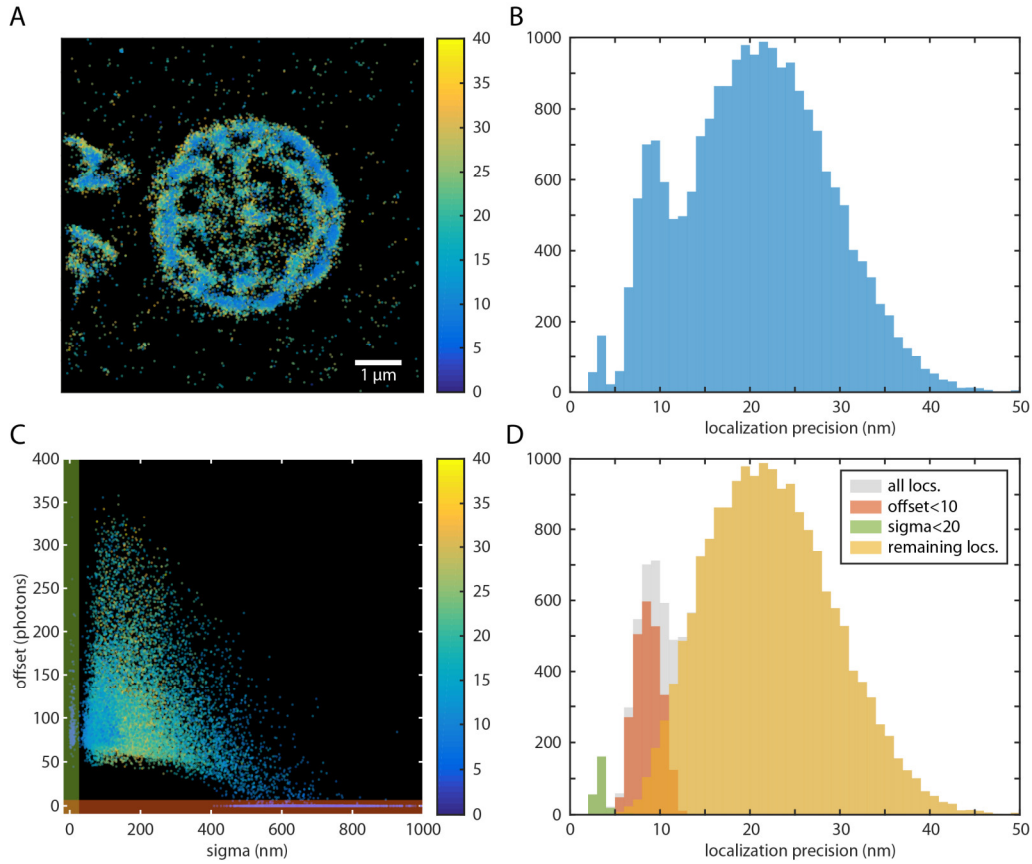 A
40
35
30
25
20
15
10
5
0
1 μm
B
1000
800
600
400
200
0
0 10 20 30 40 50
localization precision (nm)
C
400
350
300
250
200
150
100
50
0
offset (photons)
0 200 400 600 800 1000
sigma (nm)
40
35
30
25
20
15
10
5
0
D
1000
800
600
400
200
0
all locs.
offset<10
sigma<20
remaining locs.
0 10 20 30 40 50
localization precision (nm)